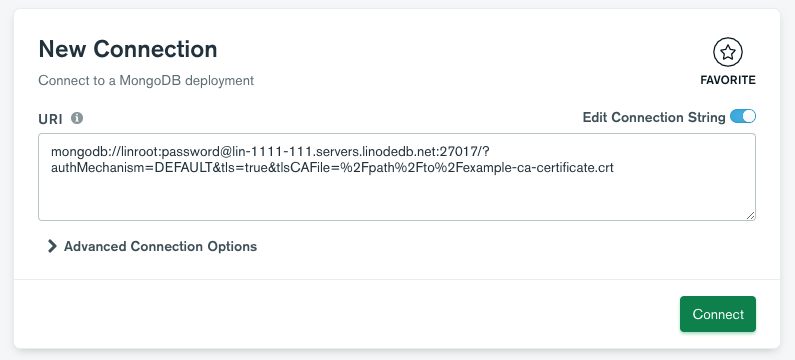 New Connection
Connect to a MongoDB deployment
FAVORITE
URI
Edit Connection String
mongodb://linroot:password@lin-1111-111.servers.linodedb.net:27017/?
authMechanism=DEFAULT&tls=true&tlsCAFile=%2Fpath%2Fto%2Fexample-ca-certificate.crt
Advanced Connection Options
Connect